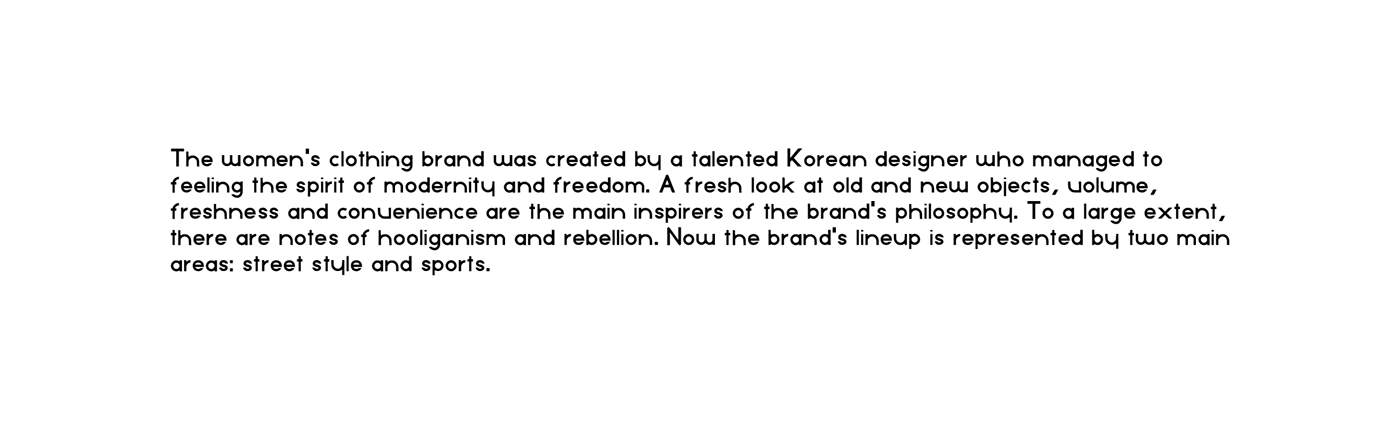 The women's clothing brand was created by a talented Korean designer who managed to
feeling the spirit of modernity and freedom. A fresh look at old and new objects, volume,
freshness and convenience are the main inspirers of the brand's philosophy. To a large extent,
there are notes of hooliganism and rebellion. Now the brand's lineup is represented by two main
areas: street style and sports.